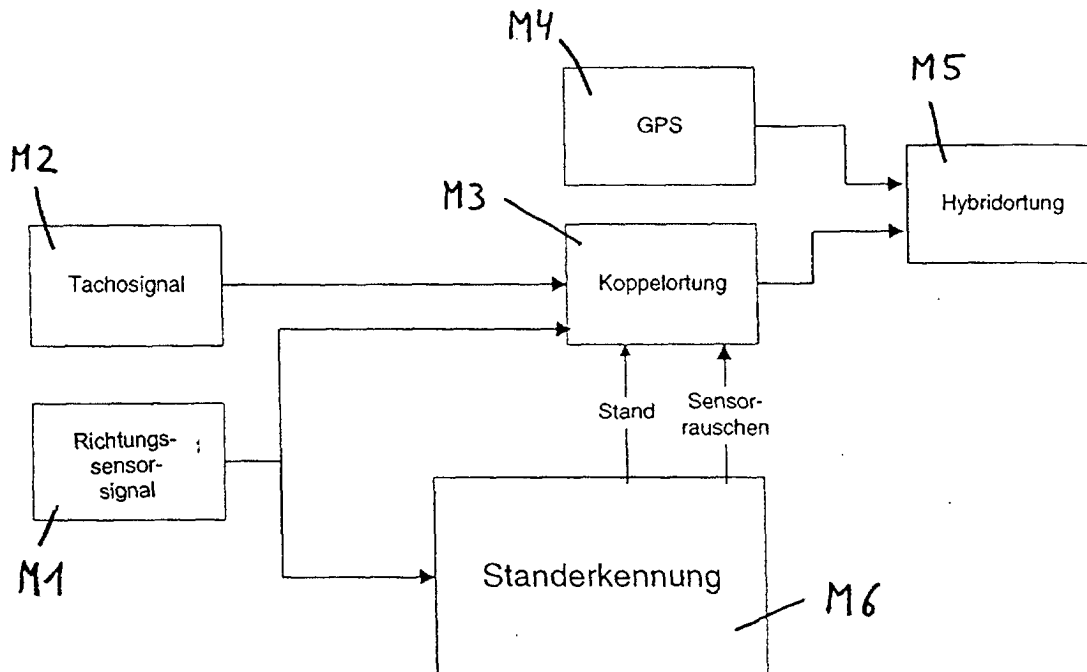 M4
GPS
M5
Hybridortung
M2
Tachosignal
M3
Koppelortung
Stand
Sensor-
rauschen
Richtungs-
sensor-
signal
M1
Standerkennung
M6